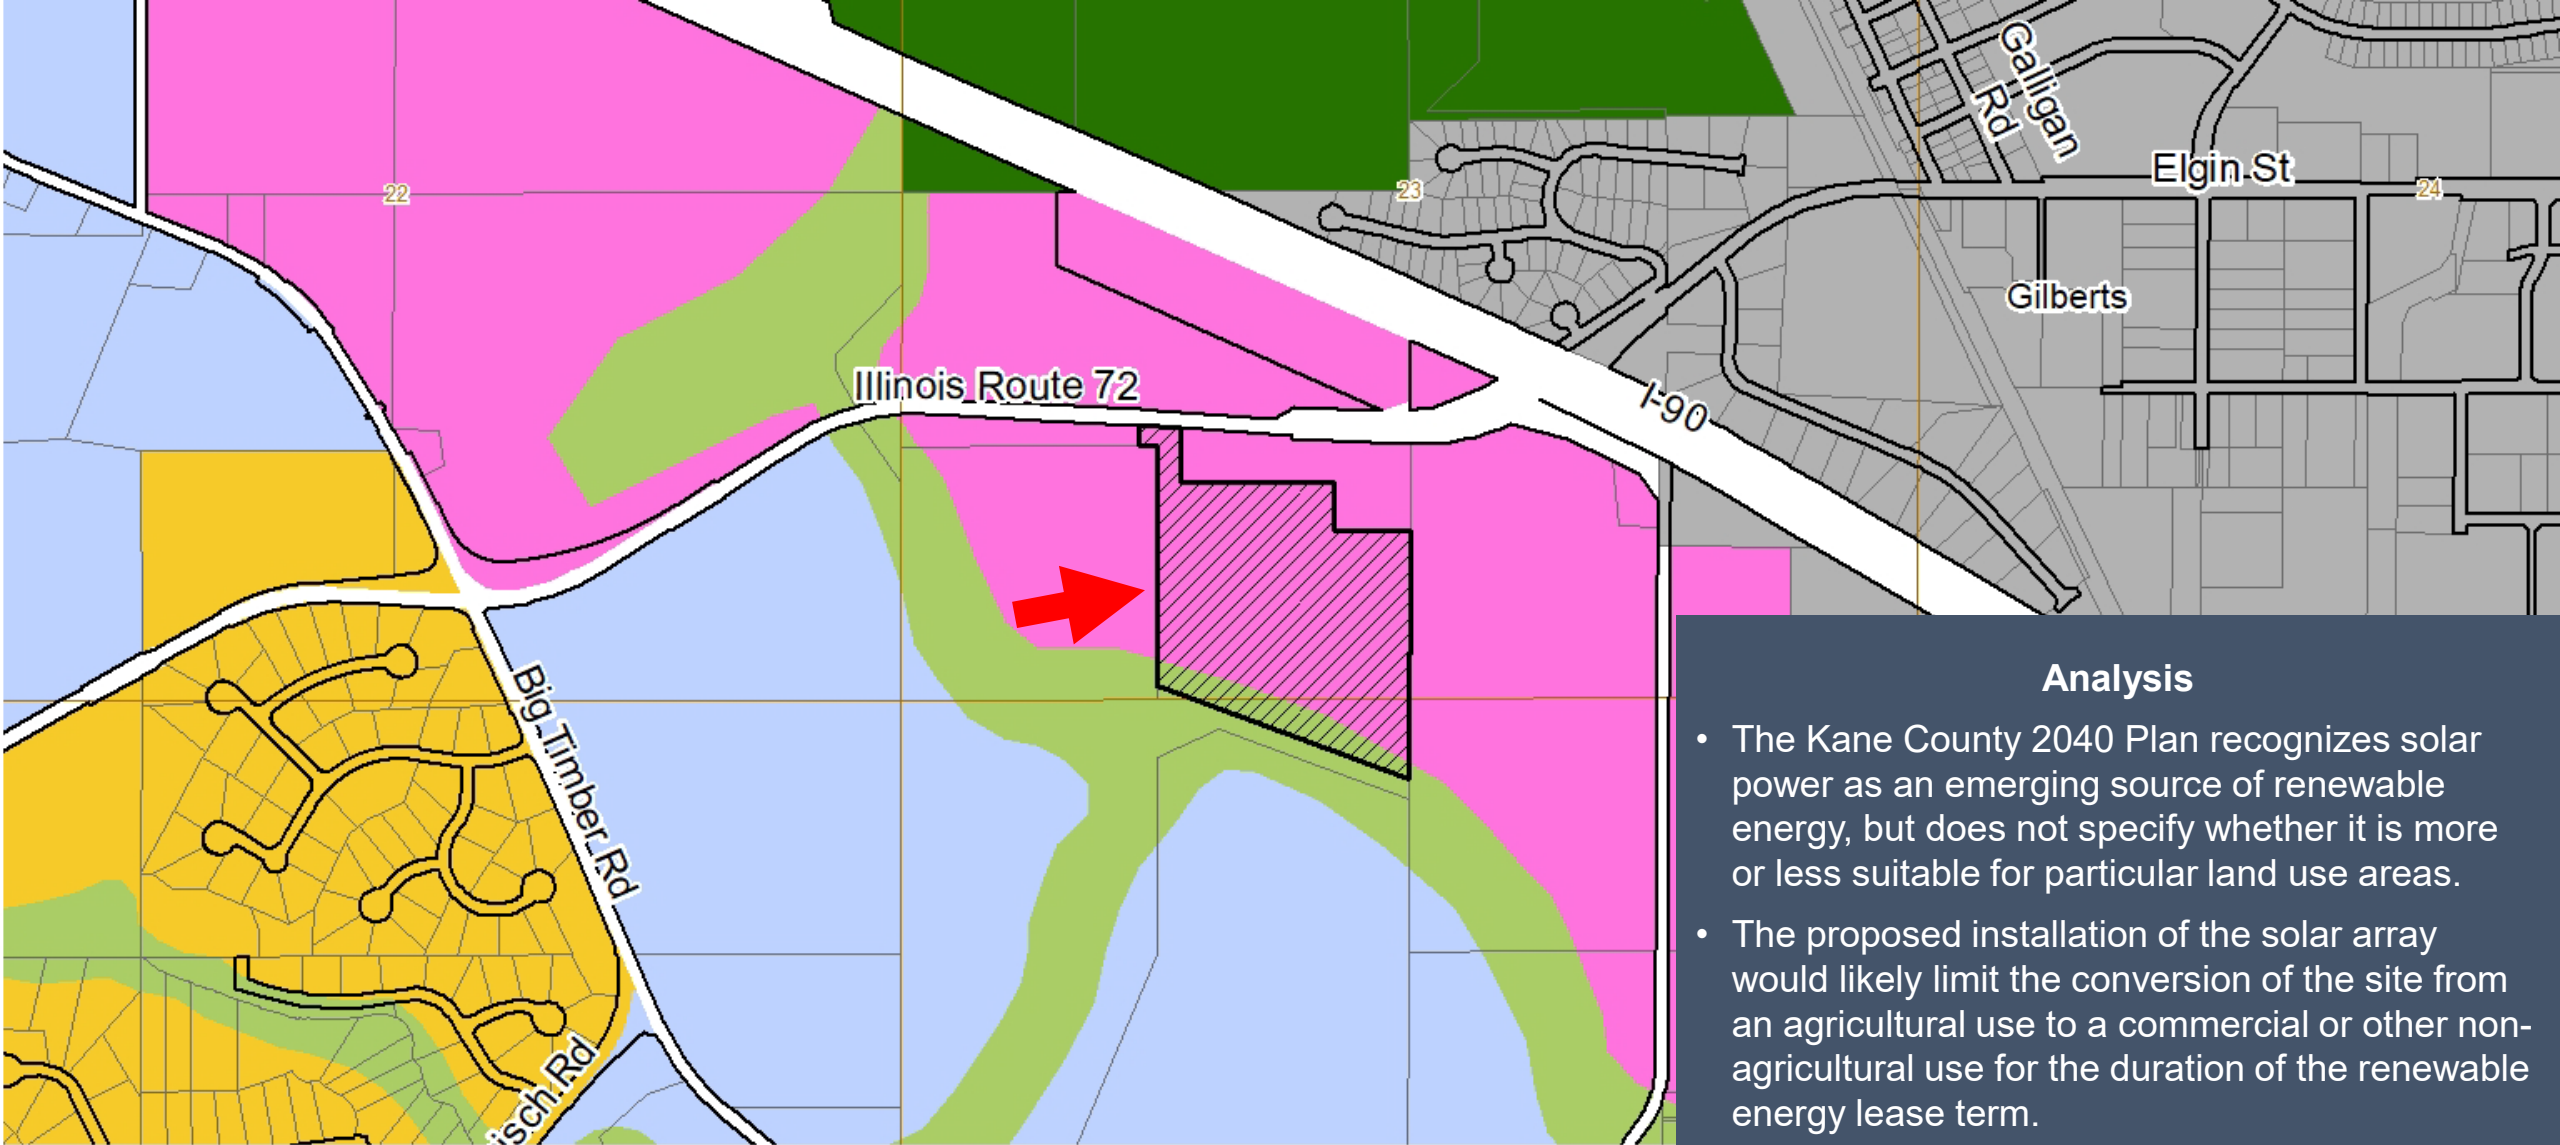 Galligan
Rd
Elgin St
22
23
24
Gilberts
Illinois Route 72
I-90
Big Timber Rd
isch Rd
Analysis
• The Kane County 2040 Plan recognizes solar
power as an emerging source of renewable
energy, but does not specify whether it is more
or less suitable for particular land use areas.
• The proposed installation of the solar array
would likely limit the conversion of the site from
an agricultural use to a commercial or other non-
agricultural use for the duration of the renewable
energy lease term.